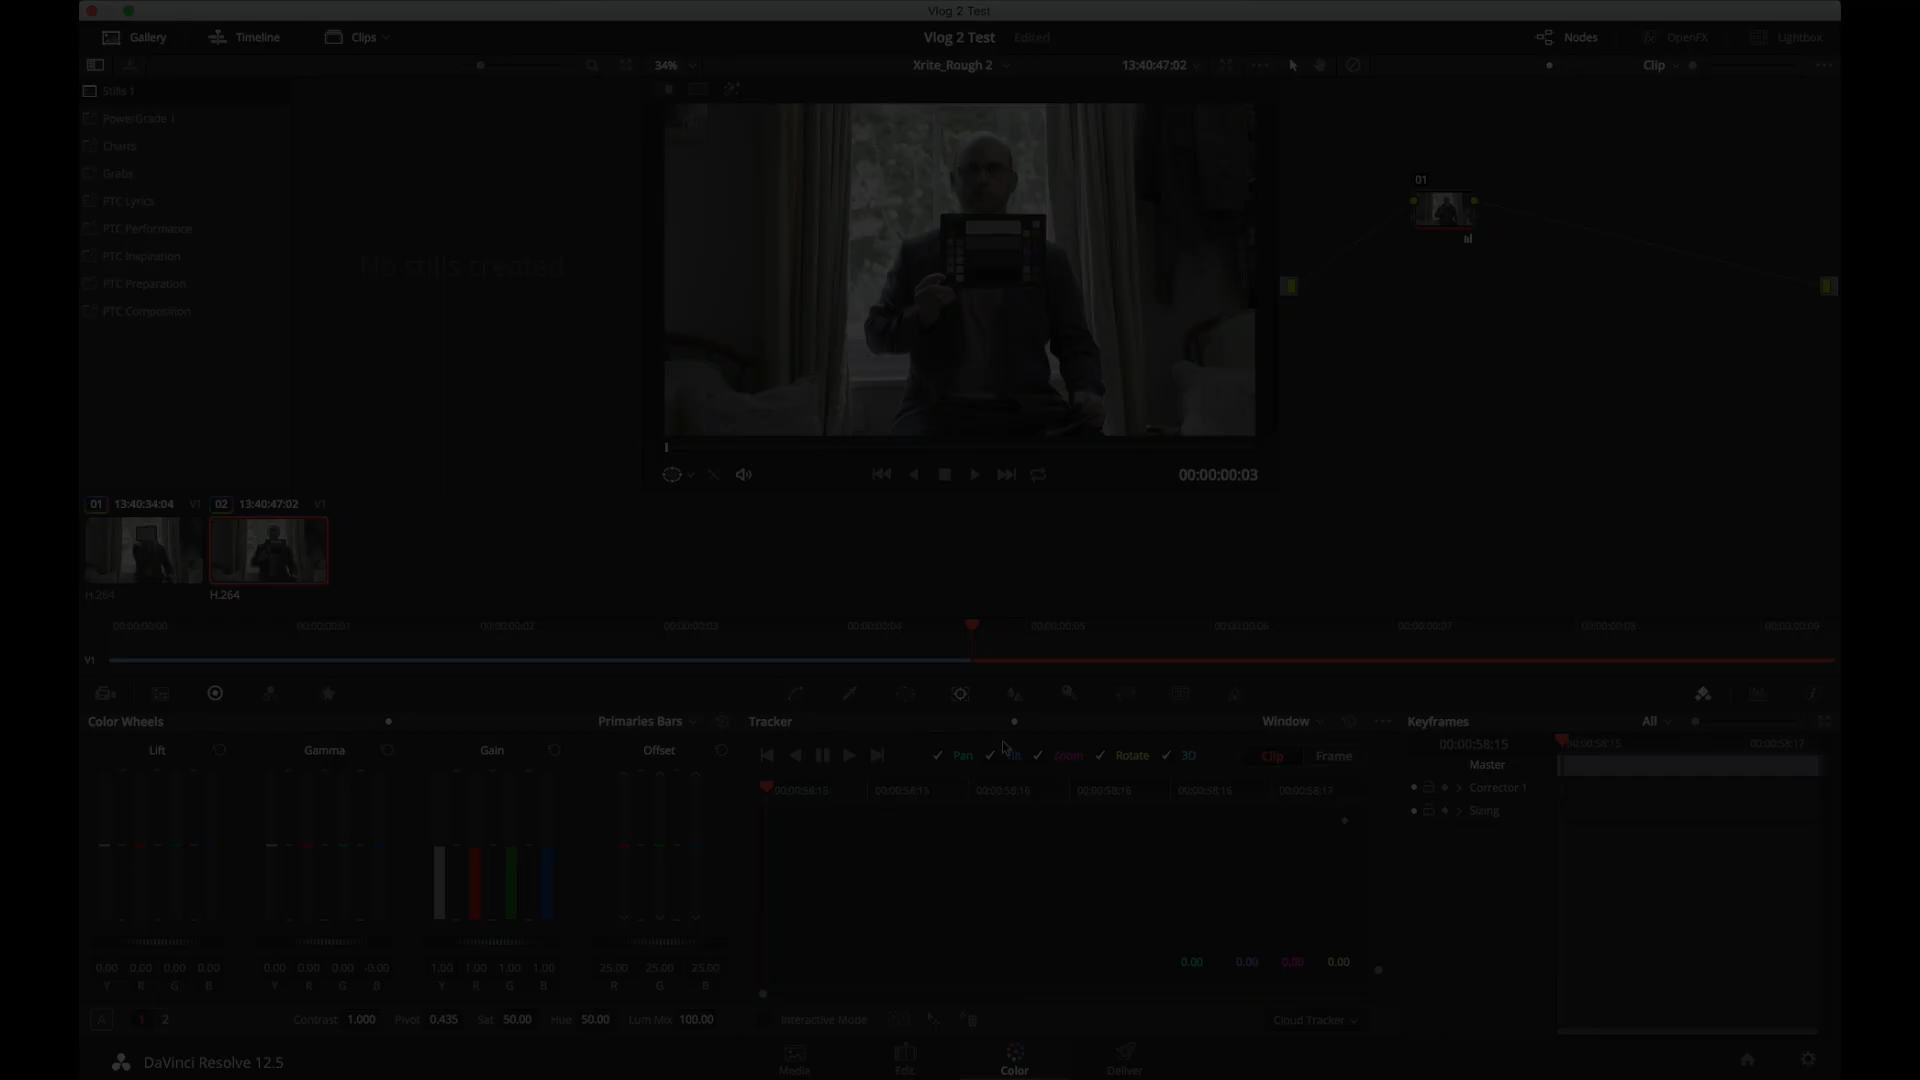 Vlog 2 Test
Gallery Timeline Clips Vlog 2 Test Edited Nodes OpenFX Lightbox
34% Xrite_Rough 2 13:40:47:02 Clip
Stills 1
PowerGrade 1
Charts
Grabs
PTC Lyrics
PTC Performance
PTC Inspiration
PTC Preparation
PTC Composition
No stills created
01
00:00:00:03
01 13:40:34:04 V1 02 13:40:47:02 V1
H.264 H.264
00:00:00:00 00:00:00:01 00:00:00:02 00:00:00:03 00:00:00:04 00:00:00:05 00:00:00:06 00:00:00:07 00:00:00:08 00:00:00:09
V1
Color Wheels Primaries Bars Tracker Window Keyframes All
Lift Gamma Gain Offset
Pan Zoom Rotate 3D Clip Frame
00:00:58:15 00:00:58:15 00:00:58:17
Master
Corrector 1
Sizing
00:00:58:15 00:00:58:15 00:00:58:16 00:00:58:16 00:00:58:16 00:00:58:17
0.00 0.00 0.00 0.00
0.00 0.00 0.00 0.00 0.00 0.00 0.00 -0.00 1.00 1.00 1.00 1.00 25.00 25.00 25.00
Y R G B Y R G B Y R G B R G B
A 1 2 Contrast 1.000 Pivot 0.435 Sat 50.00 Hue 50.00 Lum Mix 100.00
Interactive Mode Cloud Tracker
DaVinci Resolve 12.5
Media Edit Color Deliver